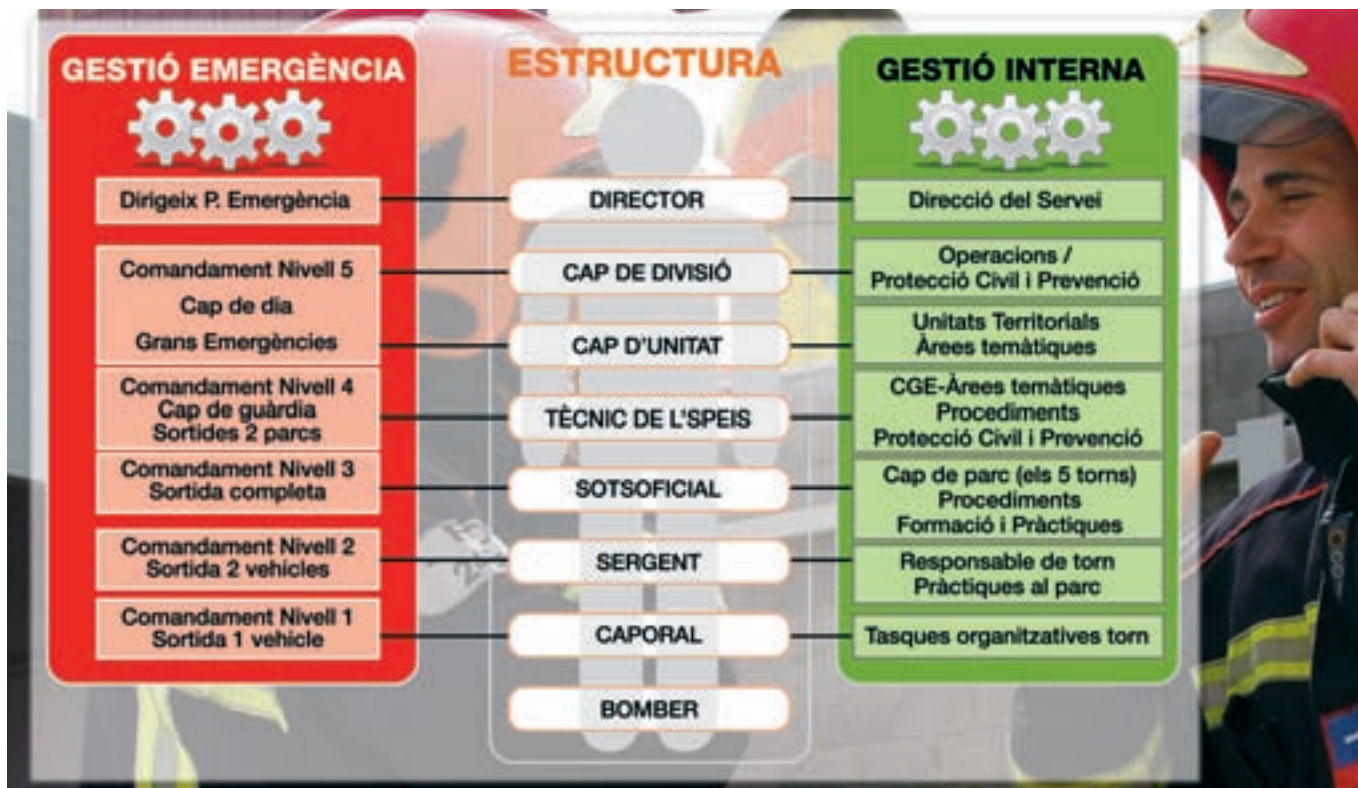 GESTIÓ EMERGÈNCIA
ESTRUCTURA
GESTIÓ INTERNA
Dirigeix P. Emergència
DIRECTOR
Direcció del Servei
Comandament Nivell 5
Cap de dia
Grans Emergències
CAP DE DIVISIÓ
Operacions /
Protecció Civil i Prevenció
CAP D'UNITAT
Unitats Territorials
Àrees temàtiques
Comandament Nivell 4
Cap de guàrdia
Sortides 2 parcs
TÈCNIC DE L'SPEIS
CGE-Àrees temàtiques
Procediments
Protecció Civil i Prevenció
Comandament Nivell 3
Sortida completa
SOTSOFICIAL
Cap de parc (els 5 torns)
Procediments
Formació i Pràctiques
Comandament Nivell 2
Sortida 2 vehicles
SERGENT
Responsable de torn
Pràctiques al parc
Comandament Nivell 1
Sortida 1 vehicle
CAPORAL
Tasques organitzatives torn
BOMBER